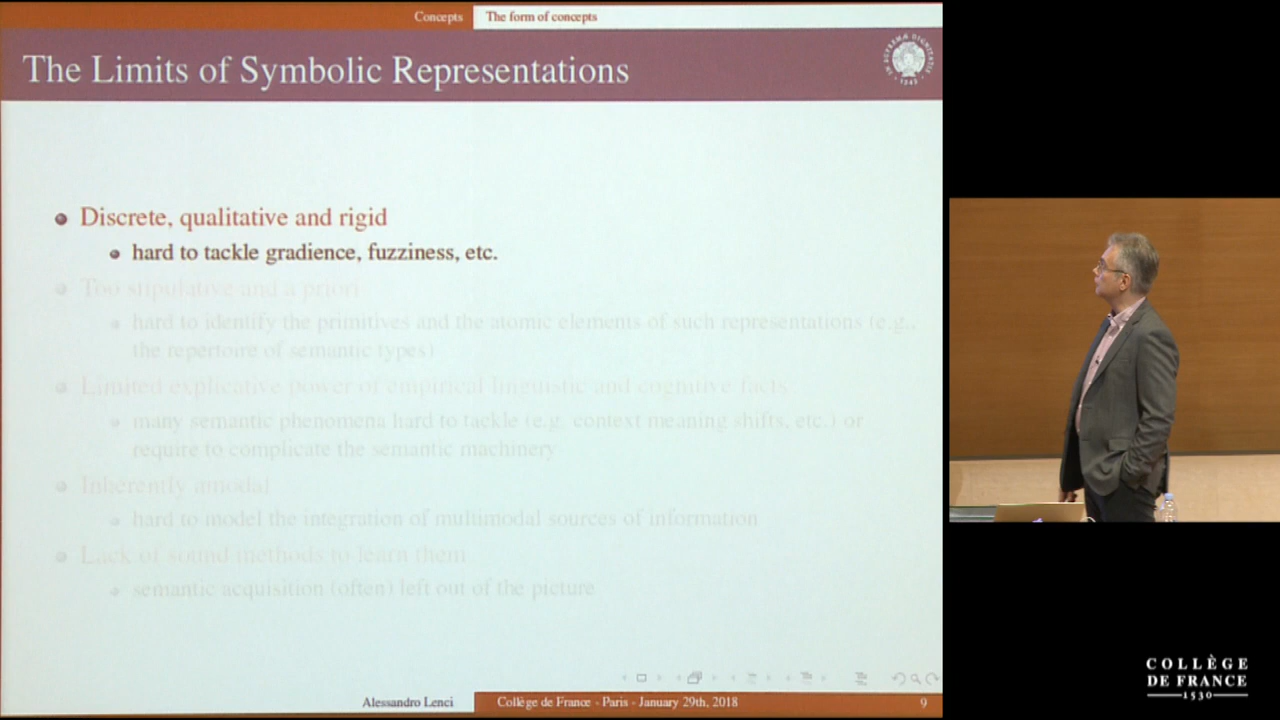 Concepts The form of concepts
The Limits of Symbolic Representations
Discrete, qualitative and rigid
hard to tackle gradience, fuzziness, etc.
Too stipulative and a priori
hard to identify the primitives and the atomic elements of such representations (e.g.,
the repertoire of semantic types)
Limited explicative power of empirical linguistic and cognitive facts
many semantic phenomena hard to tackle (e.g. context meaning shifts, etc.) or
require to complicate the semantic machinery
Inherently amodal
hard to model the integration of multimodal sources of information
Lack of sound methods to learn them
semantic acquisition (often) left out of the picture
Alessandro Lenci Collège de France - Paris - January 29th, 2018 9
COLLÈGE
DE FRANCE
1530